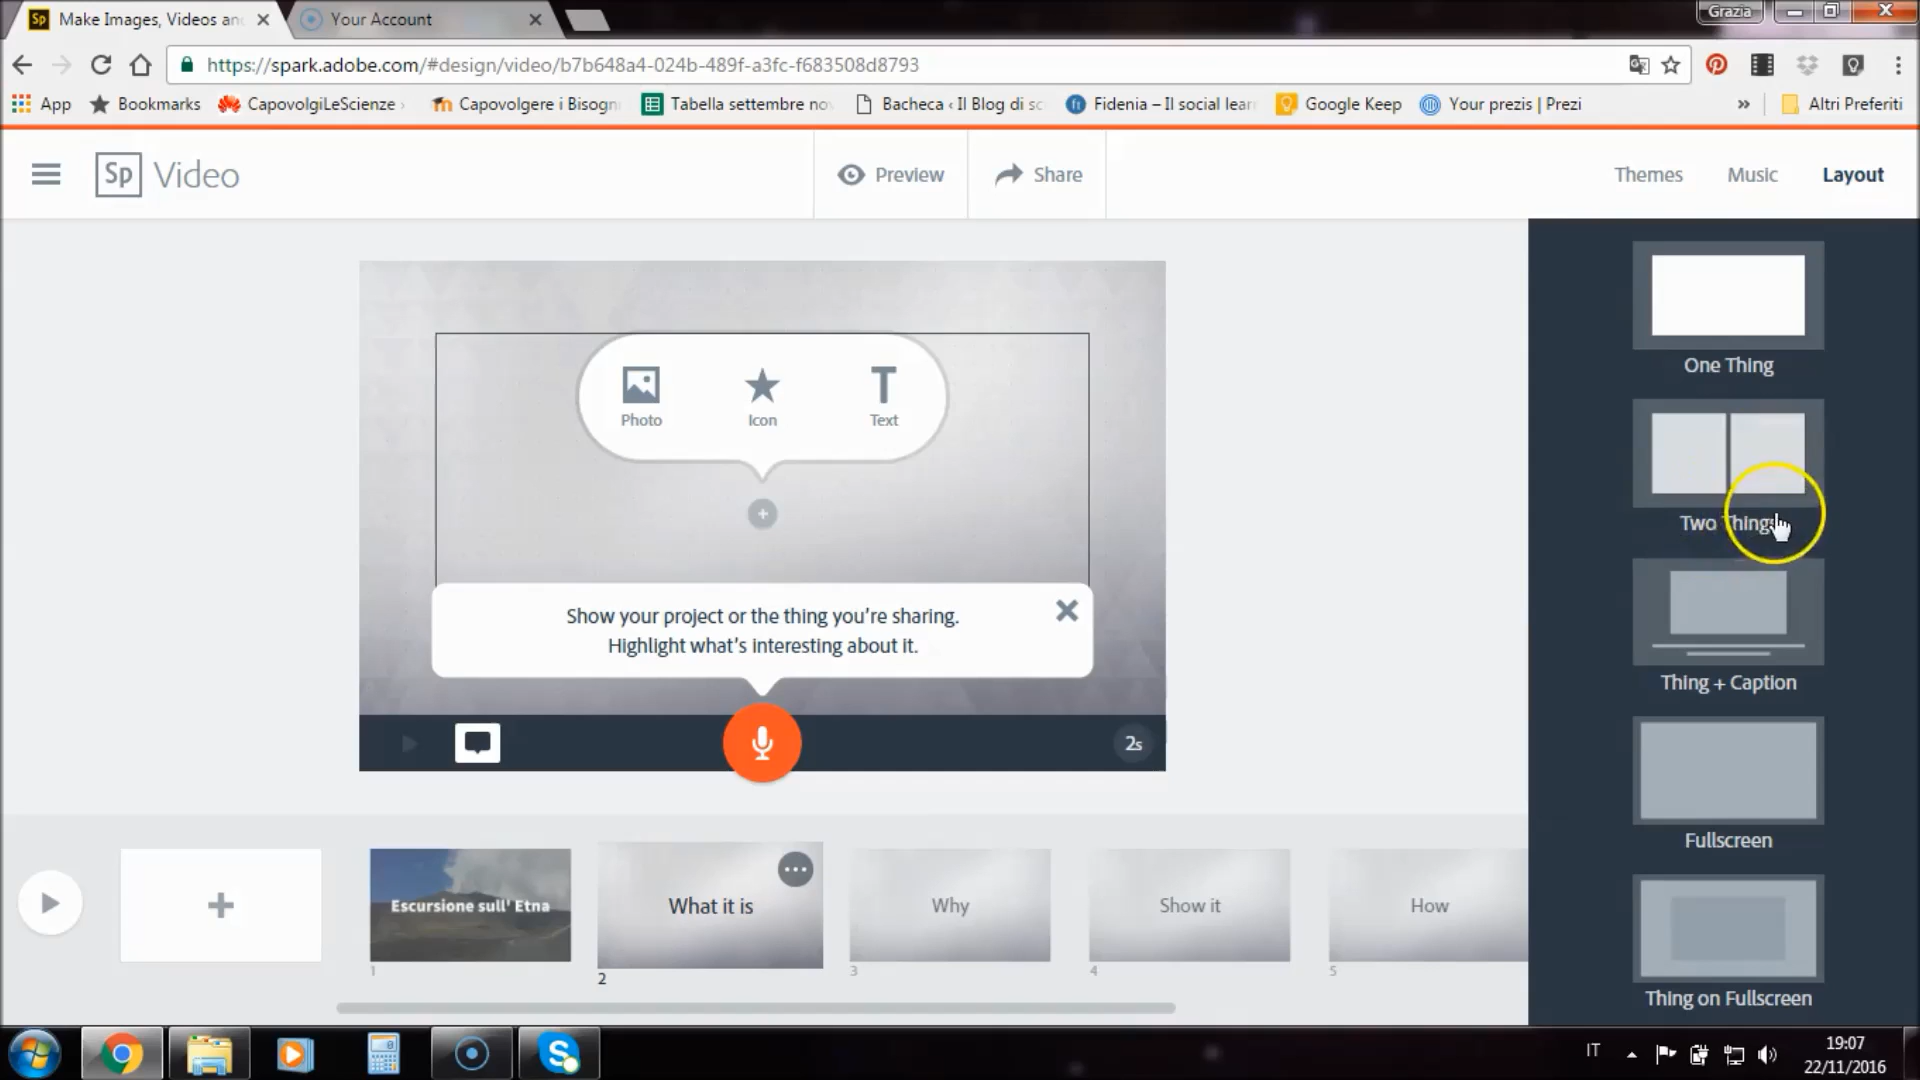 Sp Make Images, Videos an
Your Account
Grazia
https://spark.adobe.com/#design/video/b7b648a4-024b-489f-a3fc-f683508d8793
App
Bookmarks
CapovolgiLeScienze
Capovolgere i Bisogn
Tabella settembre no
Bacheca ‹ Il Blog di sc
Fidenia – Il social lear
Google Keep
Your prezis | Prezi
»
Altri Preferiti
Sp Video
Preview
Share
Themes
Music
Layout
Photo
Icon
Text
Show your project or the thing you're sharing.
Highlight what's interesting about it.
2s
One Thing
Two Things
Thing + Caption
Fullscreen
Thing on Fullscreen
Escursione sull' Etna
What it is
Why
Show it
How
1
2
3
4
5
IT
19:07
22/11/2016